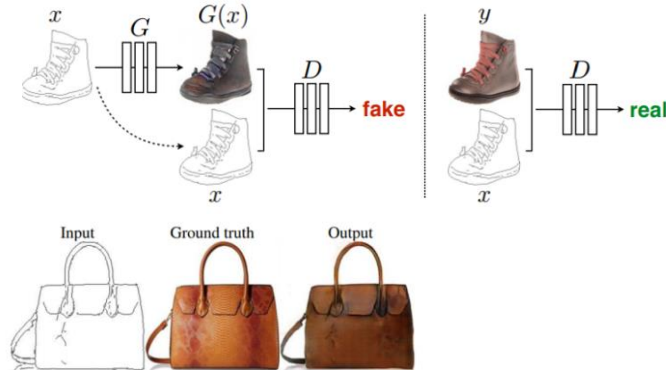 x G G(x) y
D D
fake real
x x
Input Ground truth Output